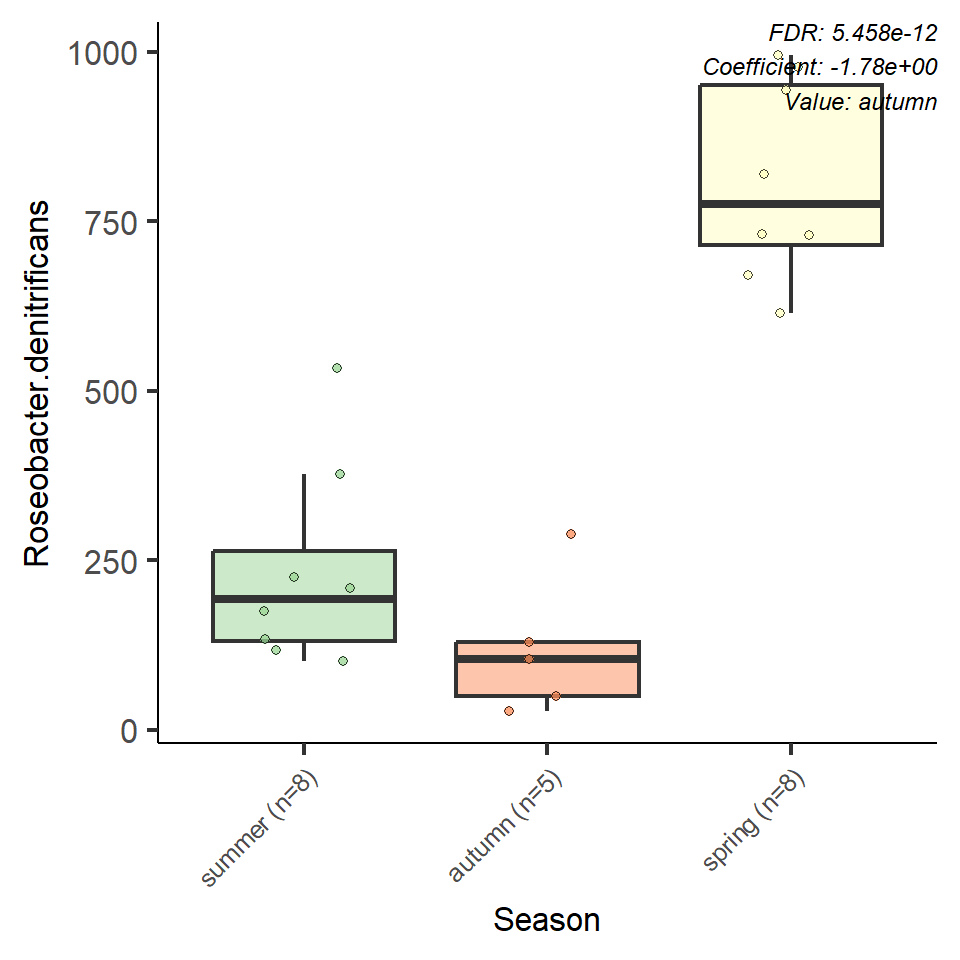 FDR: 5.458e-12
Coefficient: -1.78e+00
Value: autumn
1000
750
500
250
0
Roseobacter.denitrificans
summer (n=8)
autumn (n=5)
spring (n=8)
Season